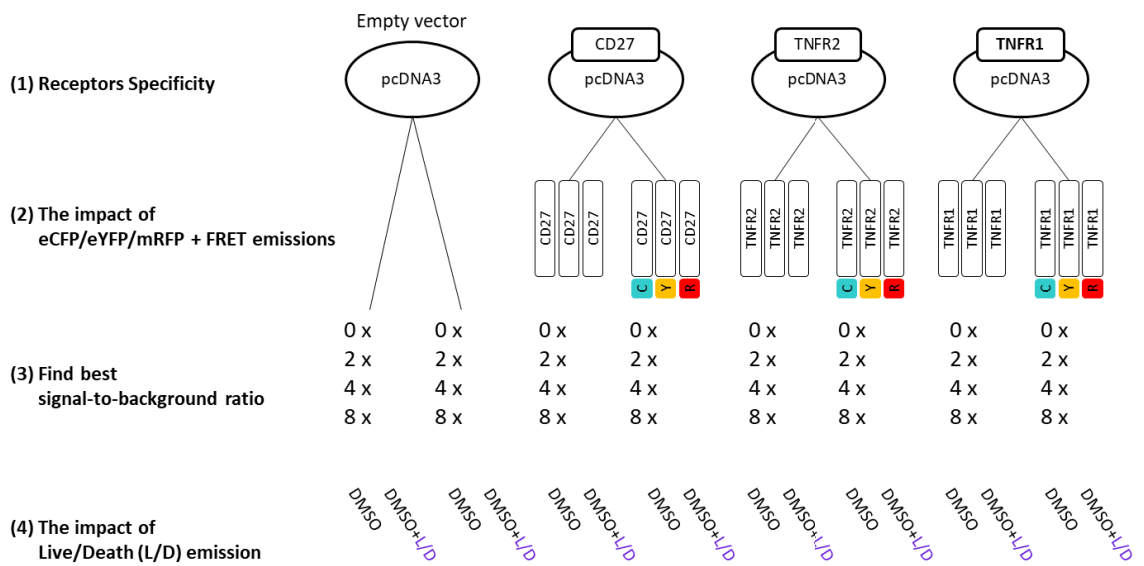 Empty vector
CD27
TNFR2
TNFR1
(1) Receptors Specificity
pcDNA3
pcDNA3
pcDNA3
pcDNA3
(2) The impact of
eCFP/eYFP/mRFP + FRET emissions
CD27 CD27 CD27
CD27 CD27 CD27
TNFR2 TNFR2 TNFR2
TNFR2 TNFR2 TNFR2
TNFR1 TNFR1 TNFR1
TNFR1 TNFR1 TNFR1
C Y R
C Y R
C Y R
0 x 0 x 0 x 0 x 0 x 0 x 0 x 0 x
2 x 2 x 2 x 2 x 2 x 2 x 2 x 2 x
(3) Find best
signal-to-background ratio
4 x 4 x 4 x 4 x 4 x 4 x 4 x 4 x
8 x 8 x 8 x 8 x 8 x 8 x 8 x 8 x
(4) The impact of
Live/Death (L/D) emission
DMSO
DMSO+L/D
DMSO
DMSO+L/D
DMSO
DMSO+L/D
DMSO
DMSO+L/D
DMSO
DMSO+L/D
DMSO
DMSO+L/D
DMSO
DMSO+L/D
DMSO
DMSO+L/D